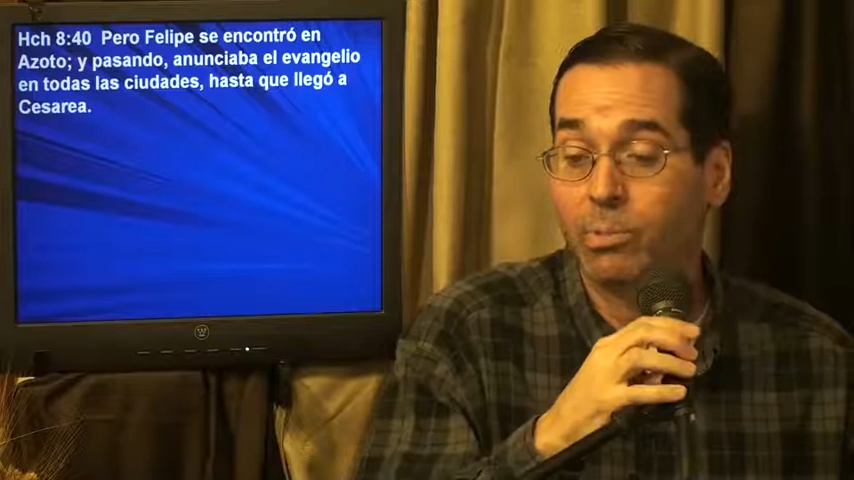 Hch 8:40  Pero Felipe se encontró en
Azoto; y pasando, anunciaba el evangelio
en todas las ciudades, hasta que llegó a
Cesarea.